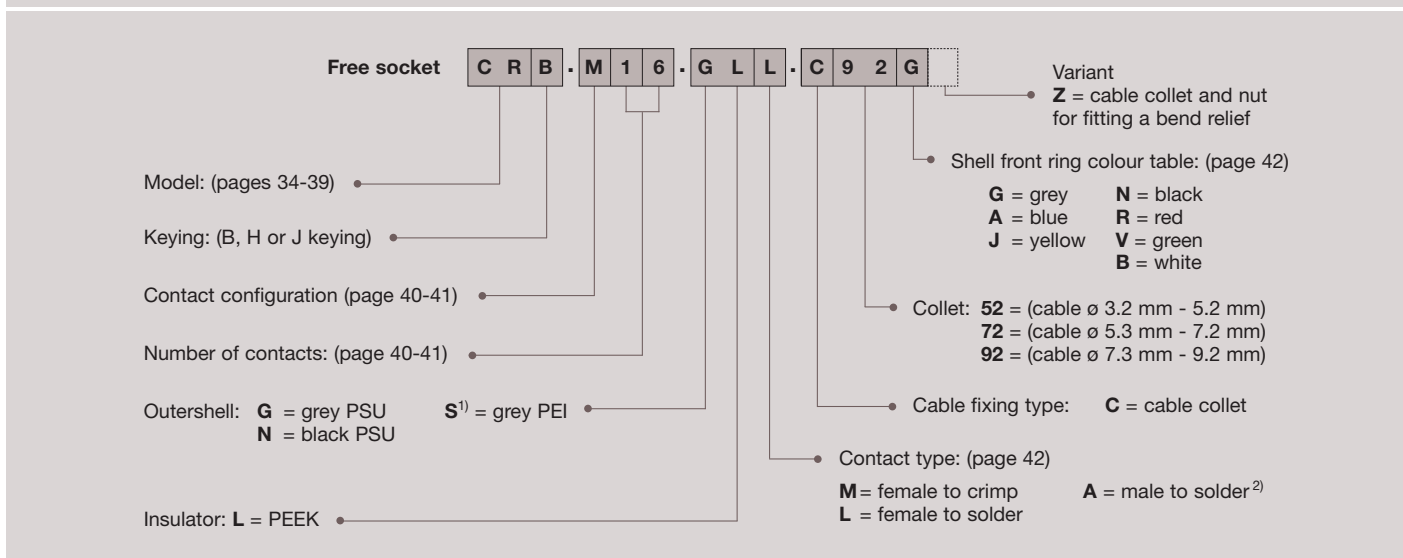 Free socket C R B . M 1 6 . G L L . C 9 2 G
Variant
Z = cable collet and nut
for fitting a bend relief
Shell front ring colour table: (page 42)
G = grey N = black
A = blue R = red
J = yellow V = green
B = white
Model: (pages 34-39)
Keying: (B, H or J keying)
Contact configuration (page 40-41)
Collet: 52 = (cable ø 3.2 mm - 5.2 mm)
72 = (cable ø 5.3 mm - 7.2 mm)
92 = (cable ø 7.3 mm - 9.2 mm)
Number of contacts: (page 40-41)
Outershell: G = grey PSU S1) = grey PEI
N = black PSU
Cable fixing type: C = cable collet
Contact type: (page 42)
M = female to crimp A = male to solder 2)
L = female to solder
Insulator: L = PEEK